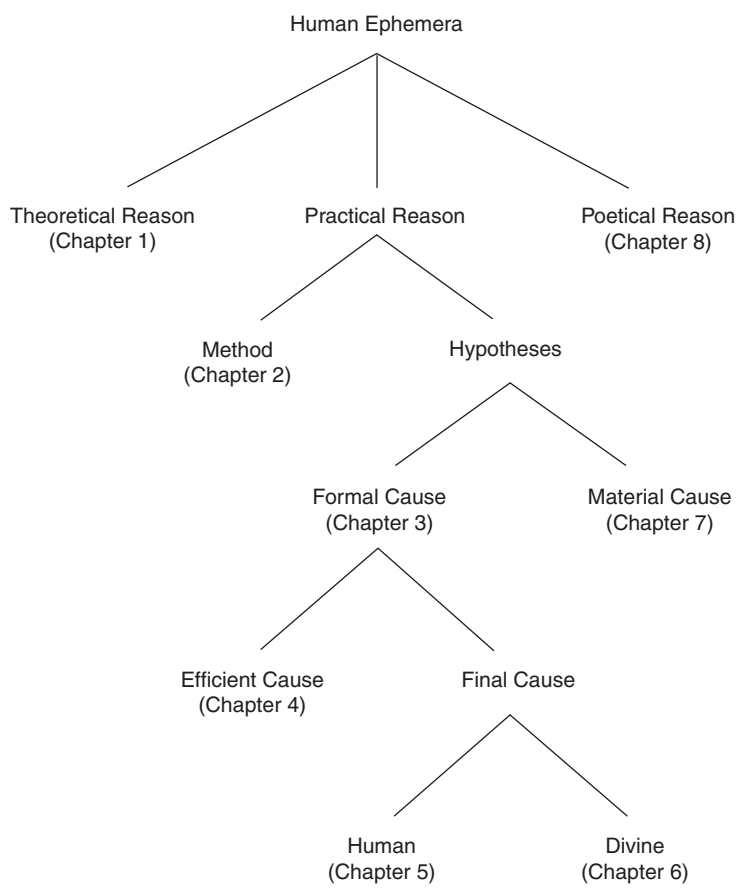 Human Ephemera
Theoretical Reason
(Chapter 1)
Practical Reason
Poetical Reason
(Chapter 8)
Method
(Chapter 2)
Hypotheses
Formal Cause
(Chapter 3)
Material Cause
(Chapter 7)
Efficient Cause
(Chapter 4)
Final Cause
Human
(Chapter 5)
Divine
(Chapter 6)